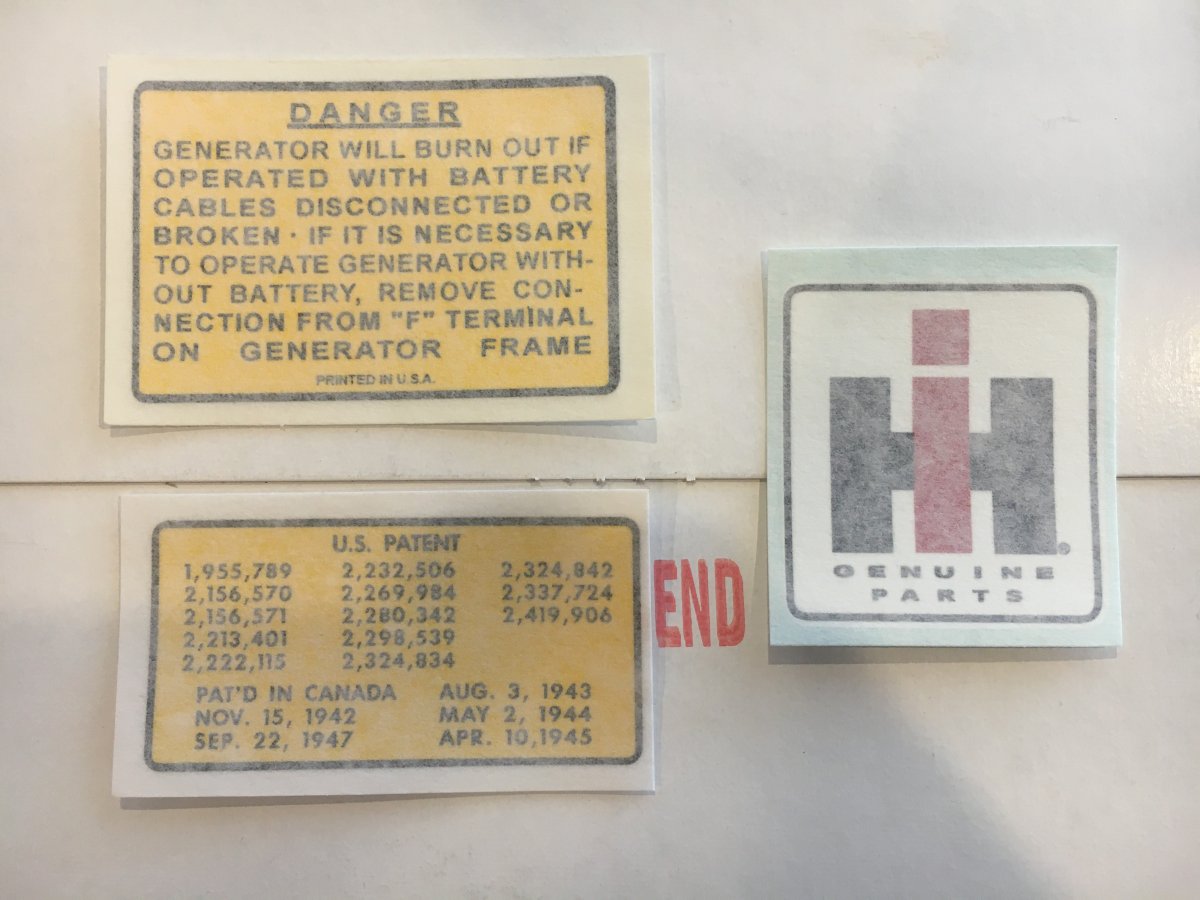 DANGER
GENERATOR WILL BURN OUT IF
OPERATED WITH BATTERY
CABLES DISCONNECTED OR
BROKEN · IF IT IS NECESSARY
TO OPERATE GENERATOR WITH-
OUT BATTERY, REMOVE CON-
NECTION FROM "F" TERMINAL
ON GENERATOR FRAME
PRINTED IN U.S.A.
U.S. PATENT
1,955,789 2,232,506 2,324,842
2,156,570 2,269,984 2,337,724
2,156,571 2,280,342 2,419,906
2,213,401 2,298,539
2,222,115 2,324,834
PAT'D IN CANADA AUG. 3, 1943
NOV. 15, 1942 MAY 2, 1944
SEP. 22, 1947 APR. 10,1945
END
IH®
GENUINE
PARTS